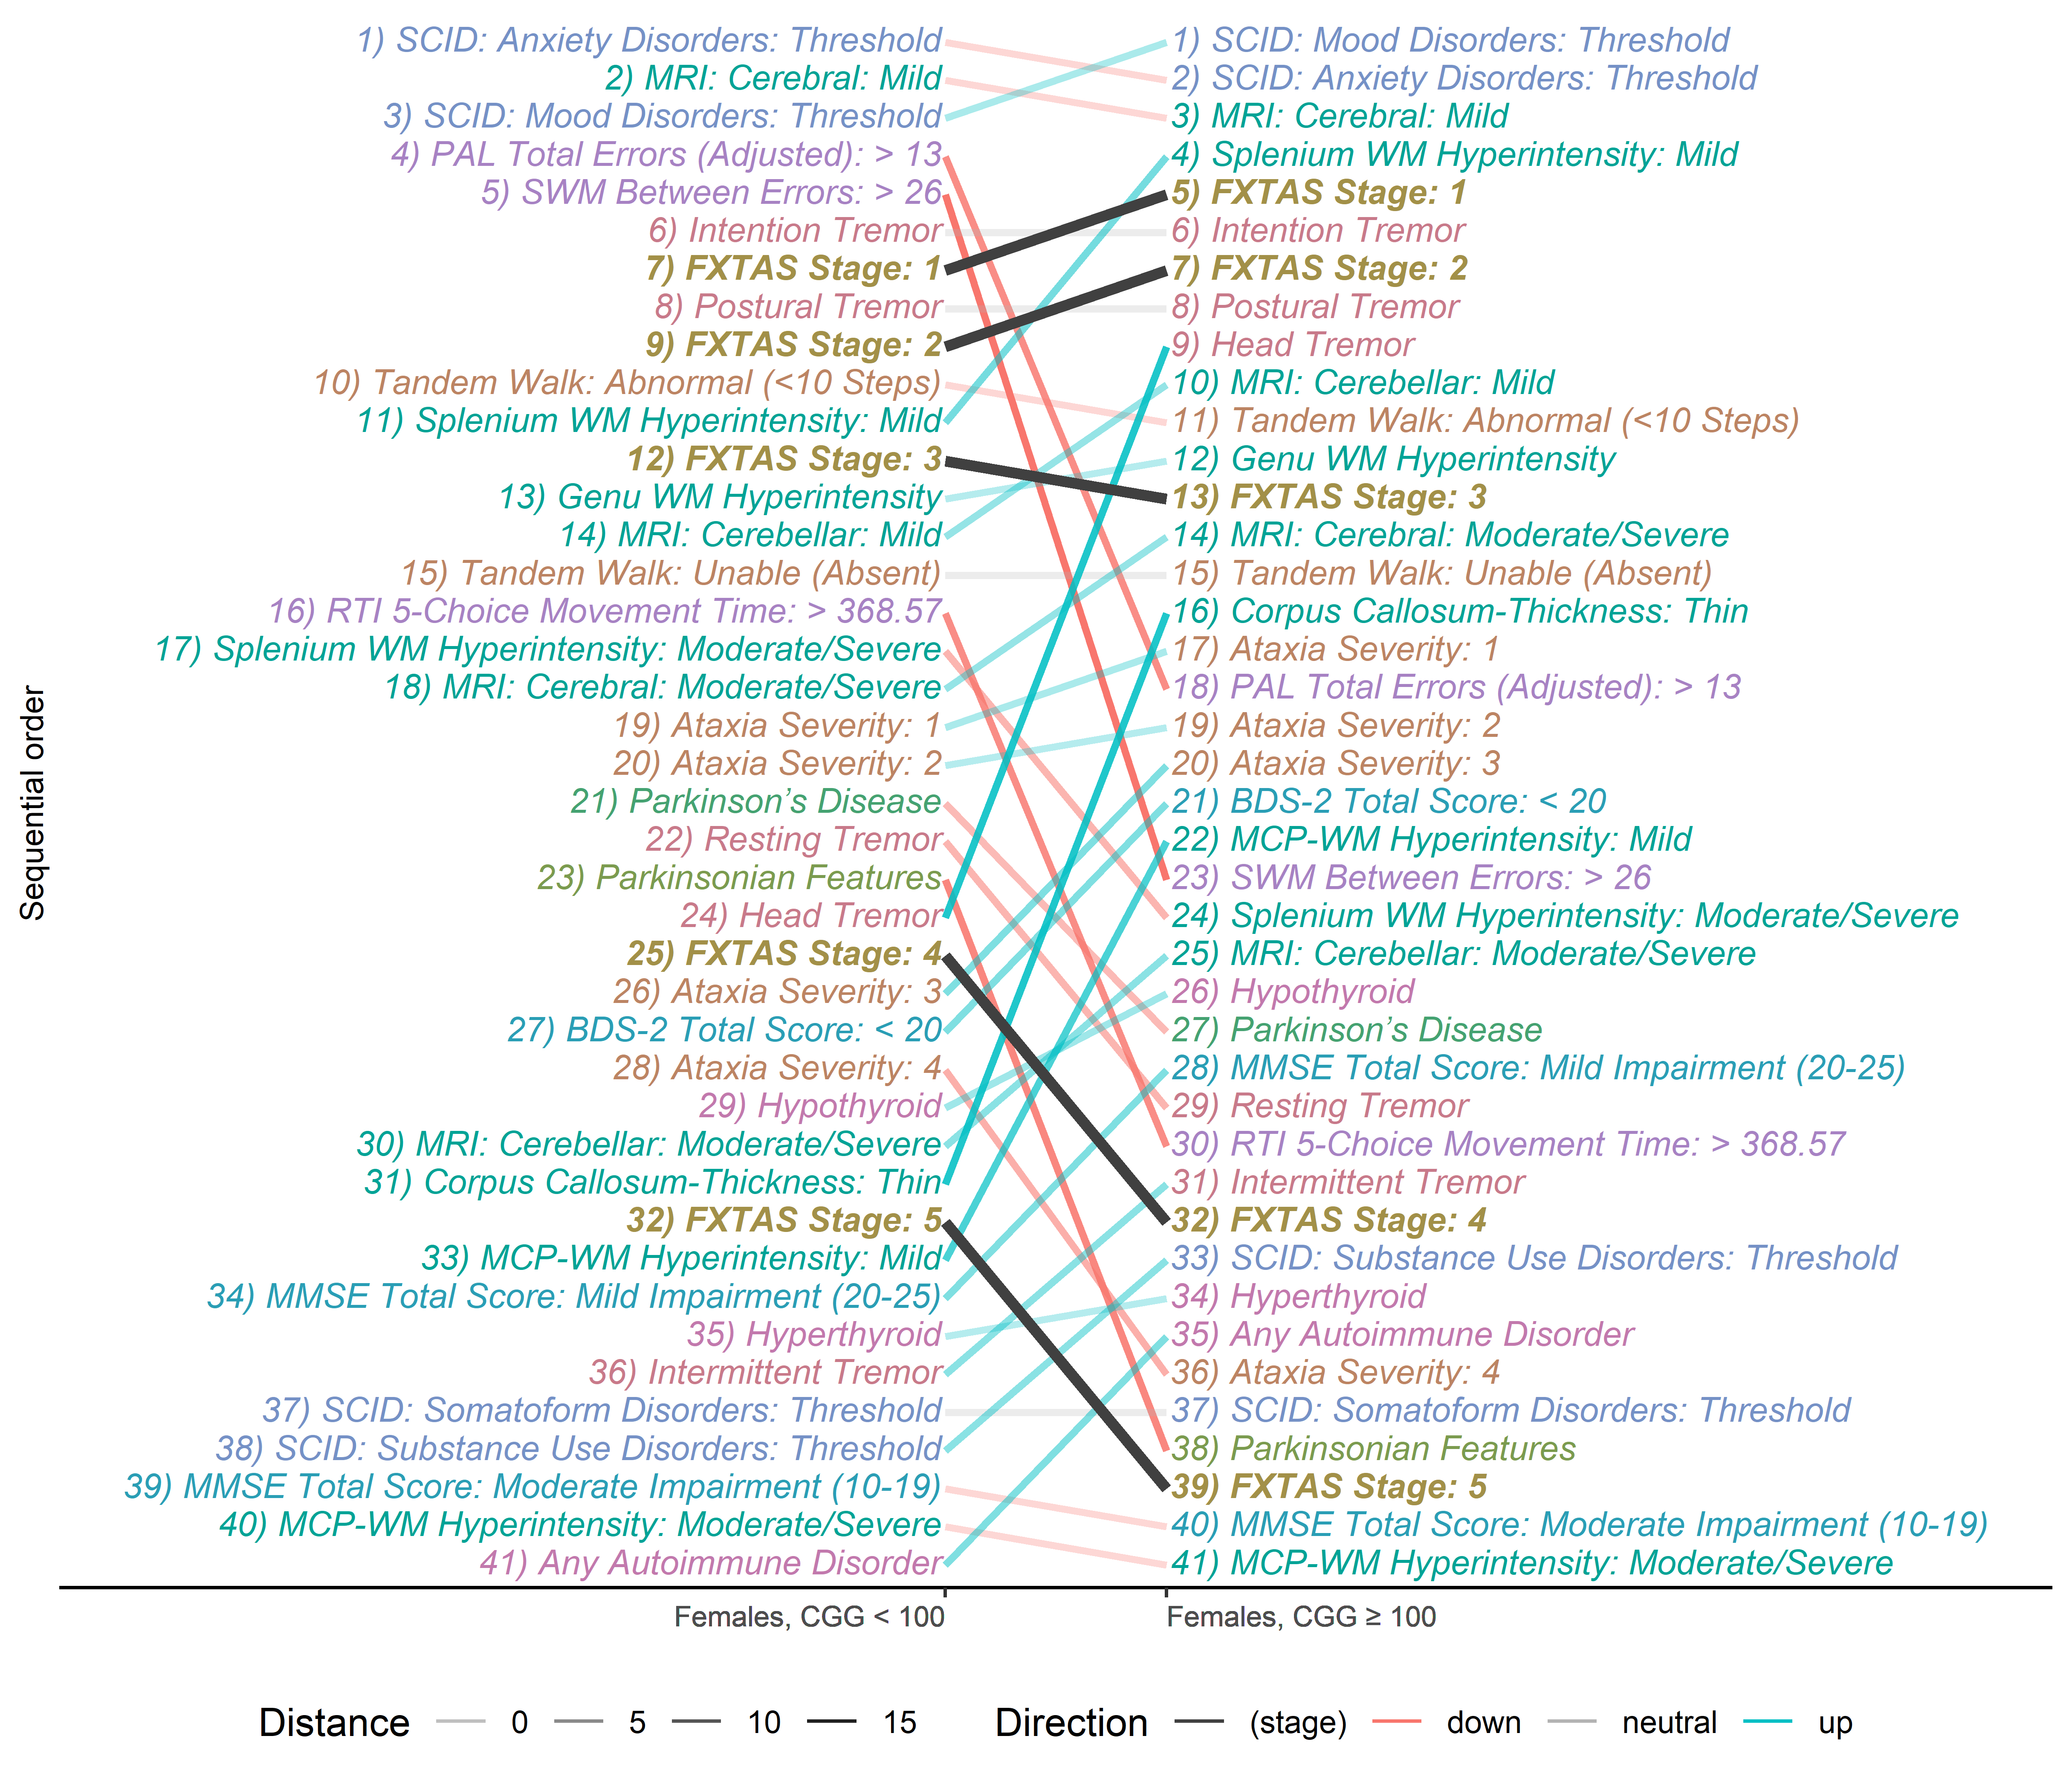 1) SCID: Anxiety Disorders: Threshold
2) MRI: Cerebral: Mild
3) SCID: Mood Disorders: Threshold
4) PAL Total Errors (Adjusted): > 13
5) SWM Between Errors: > 26
6) Intention Tremor
7) FXTAS Stage: 1
8) Postural Tremor
9) FXTAS Stage: 2
10) Tandem Walk: Abnormal (<10 Steps)
11) Splenium WM Hyperintensity: Mild
12) FXTAS Stage: 3
13) Genu WM Hyperintensity
14) MRI: Cerebellar: Mild
15) Tandem Walk: Unable (Absent)
16) RTI 5-Choice Movement Time: > 368.57
17) Splenium WM Hyperintensity: Moderate/Severe
18) MRI: Cerebral: Moderate/Severe
19) Ataxia Severity: 1
20) Ataxia Severity: 2
21) Parkinson’s Disease
22) Resting Tremor
23) Parkinsonian Features
24) Head Tremor
25) FXTAS Stage: 4
26) Ataxia Severity: 3
27) BDS-2 Total Score: < 20
28) Ataxia Severity: 4
29) Hypothyroid
30) MRI: Cerebellar: Moderate/Severe
31) Corpus Callosum-Thickness: Thin
32) FXTAS Stage: 5
33) MCP-WM Hyperintensity: Mild
34) MMSE Total Score: Mild Impairment (20-25)
35) Hyperthyroid
36) Intermittent Tremor
37) SCID: Somatoform Disorders: Threshold
38) SCID: Substance Use Disorders: Threshold
39) MMSE Total Score: Moderate Impairment (10-19)
40) MCP-WM Hyperintensity: Moderate/Severe
41) Any Autoimmune Disorder
1) SCID: Mood Disorders: Threshold
2) SCID: Anxiety Disorders: Threshold
3) MRI: Cerebral: Mild
4) Splenium WM Hyperintensity: Mild
5) FXTAS Stage: 1
6) Intention Tremor
7) FXTAS Stage: 2
8) Postural Tremor
9) Head Tremor
10) MRI: Cerebellar: Mild
11) Tandem Walk: Abnormal (<10 Steps)
12) Genu WM Hyperintensity
13) FXTAS Stage: 3
14) MRI: Cerebral: Moderate/Severe
15) Tandem Walk: Unable (Absent)
16) Corpus Callosum-Thickness: Thin
17) Ataxia Severity: 1
18) PAL Total Errors (Adjusted): > 13
19) Ataxia Severity: 2
20) Ataxia Severity: 3
21) BDS-2 Total Score: < 20
22) MCP-WM Hyperintensity: Mild
23) SWM Between Errors: > 26
24) Splenium WM Hyperintensity: Moderate/Severe
25) MRI: Cerebellar: Moderate/Severe
26) Hypothyroid
27) Parkinson’s Disease
28) MMSE Total Score: Mild Impairment (20-25)
29) Resting Tremor
30) RTI 5-Choice Movement Time: > 368.57
31) Intermittent Tremor
32) FXTAS Stage: 4
33) SCID: Substance Use Disorders: Threshold
34) Hyperthyroid
35) Any Autoimmune Disorder
36) Ataxia Severity: 4
37) SCID: Somatoform Disorders: Threshold
38) Parkinsonian Features
39) FXTAS Stage: 5
40) MMSE Total Score: Moderate Impairment (10-19)
41) MCP-WM Hyperintensity: Moderate/Severe
Sequential order
Females, CGG < 100
Females, CGG ≥ 100
Distance 0 5 10 15
Direction (stage) down neutral up